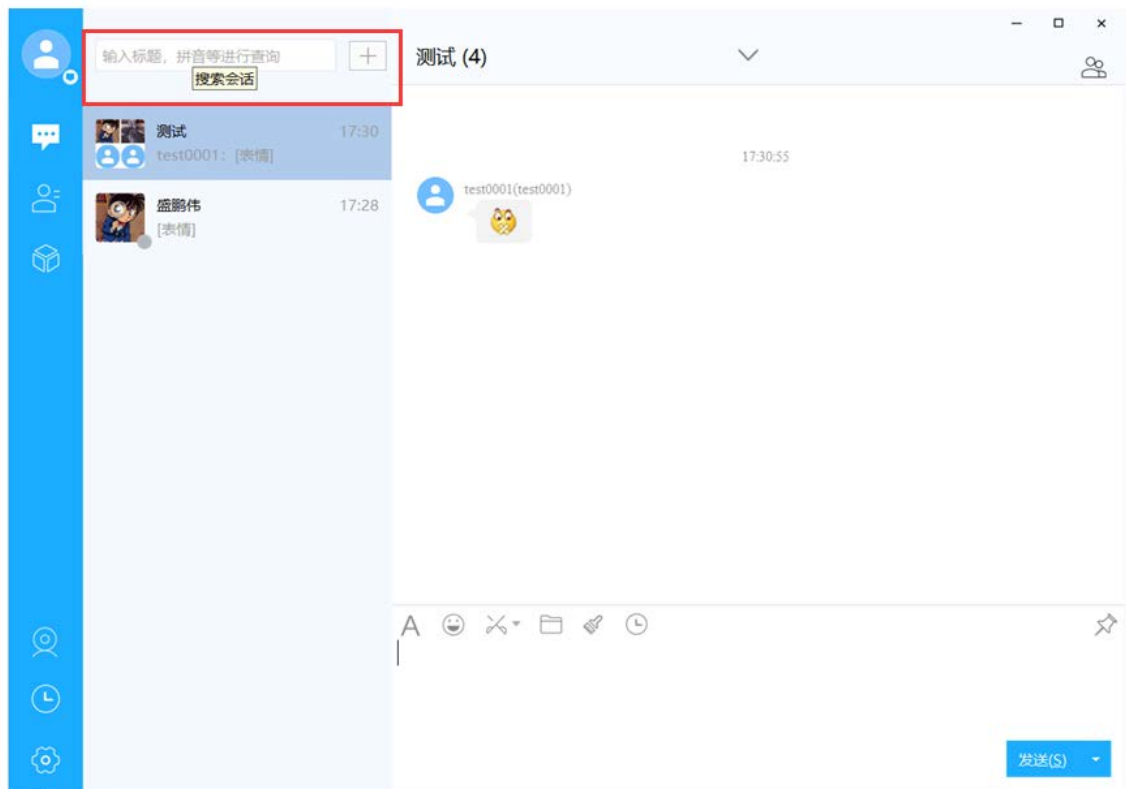 输入标题，拼音等进行查询
搜索会话
测试 (4)
测试 17:30
test0001：[表情]
盛鹏伟 17:28
[表情]
17:30:55
test0001(test0001)
A
发送(S)